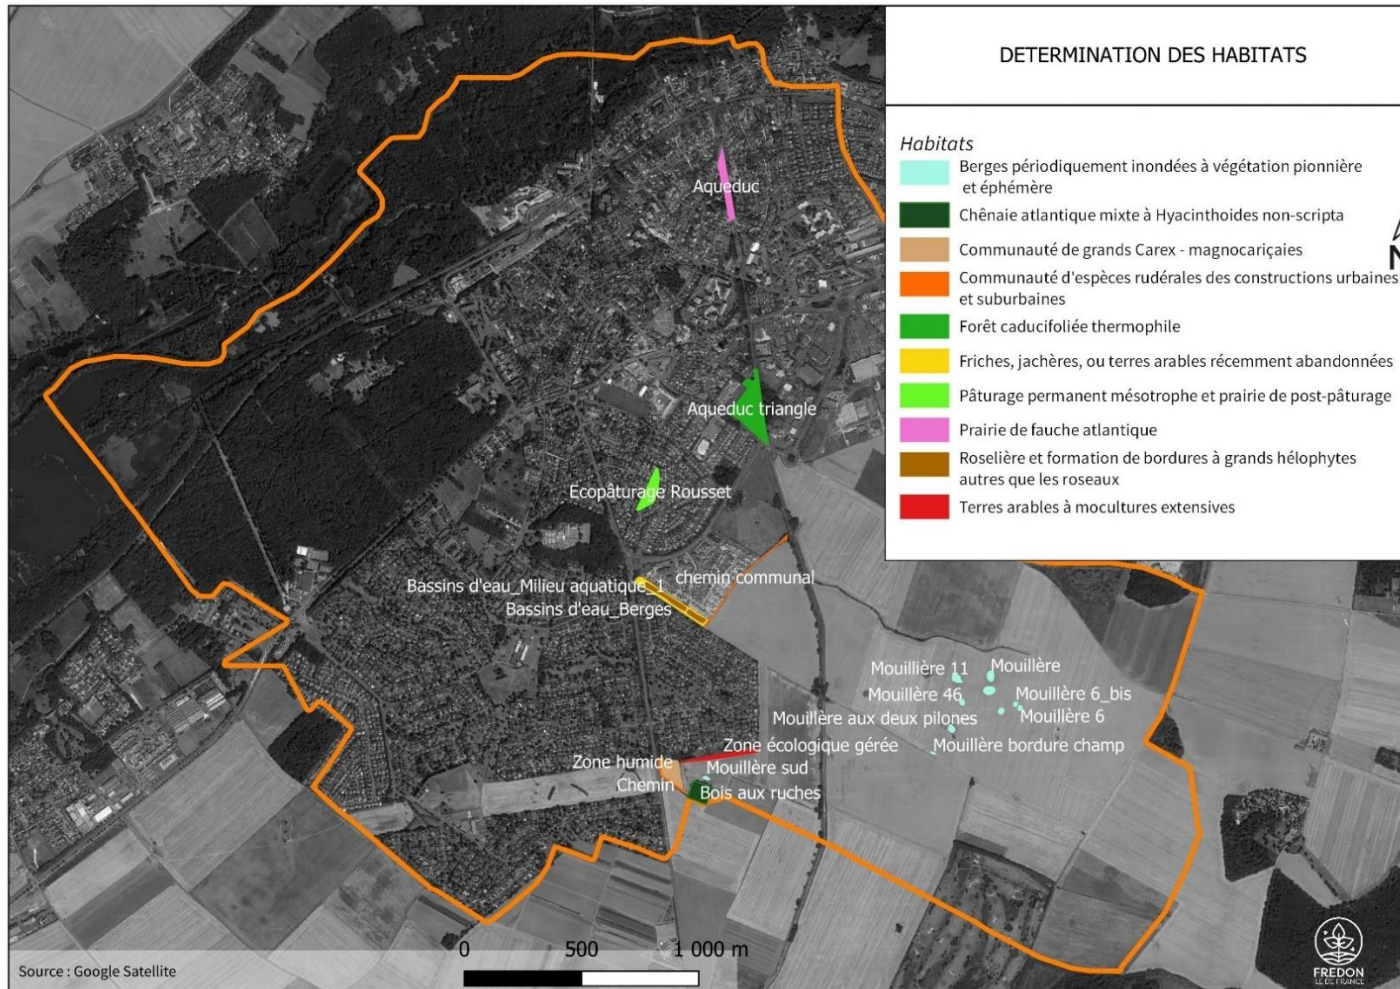 DETERMINATION DES HABITATS
Habitats
Berges périodiquement inondées à végétation pionnière
et éphémère
Chênaie atlantique mixte à Hyacinthoides non-scripta
Communauté de grands Carex - magnocariçaies
Communauté d'espèces rudérales des constructions urbaines
et suburbaines
Forêt caducifoliée thermophile
Friches, jachères, ou terres arables récemment abandonnées
Pâturage permanent mésotrophe et prairie de post-pâturage
Prairie de fauche atlantique
Roselière et formation de bordures à grands hélophytes
autres que les roseaux
Terres arables à mocultures extensives
N
Aqueduc
Aqueduc triangle
Ecopâturage Rousset
Bassins d'eau_Milieu aquatique_1
chemin communal
Bassins d'eau_Berges
Mouillière 11
Mouillère
Mouillère 46
Mouillère 6_bis
Mouillère 6
Mouillère aux deux pilones
Zone écologique gérée
Mouillère bordure champ
Zone humide
Mouillère sud
Chemin
Bois aux ruches
0 500 1 000 m
Source : Google Satellite
FREDON
ILE DE FRANCE